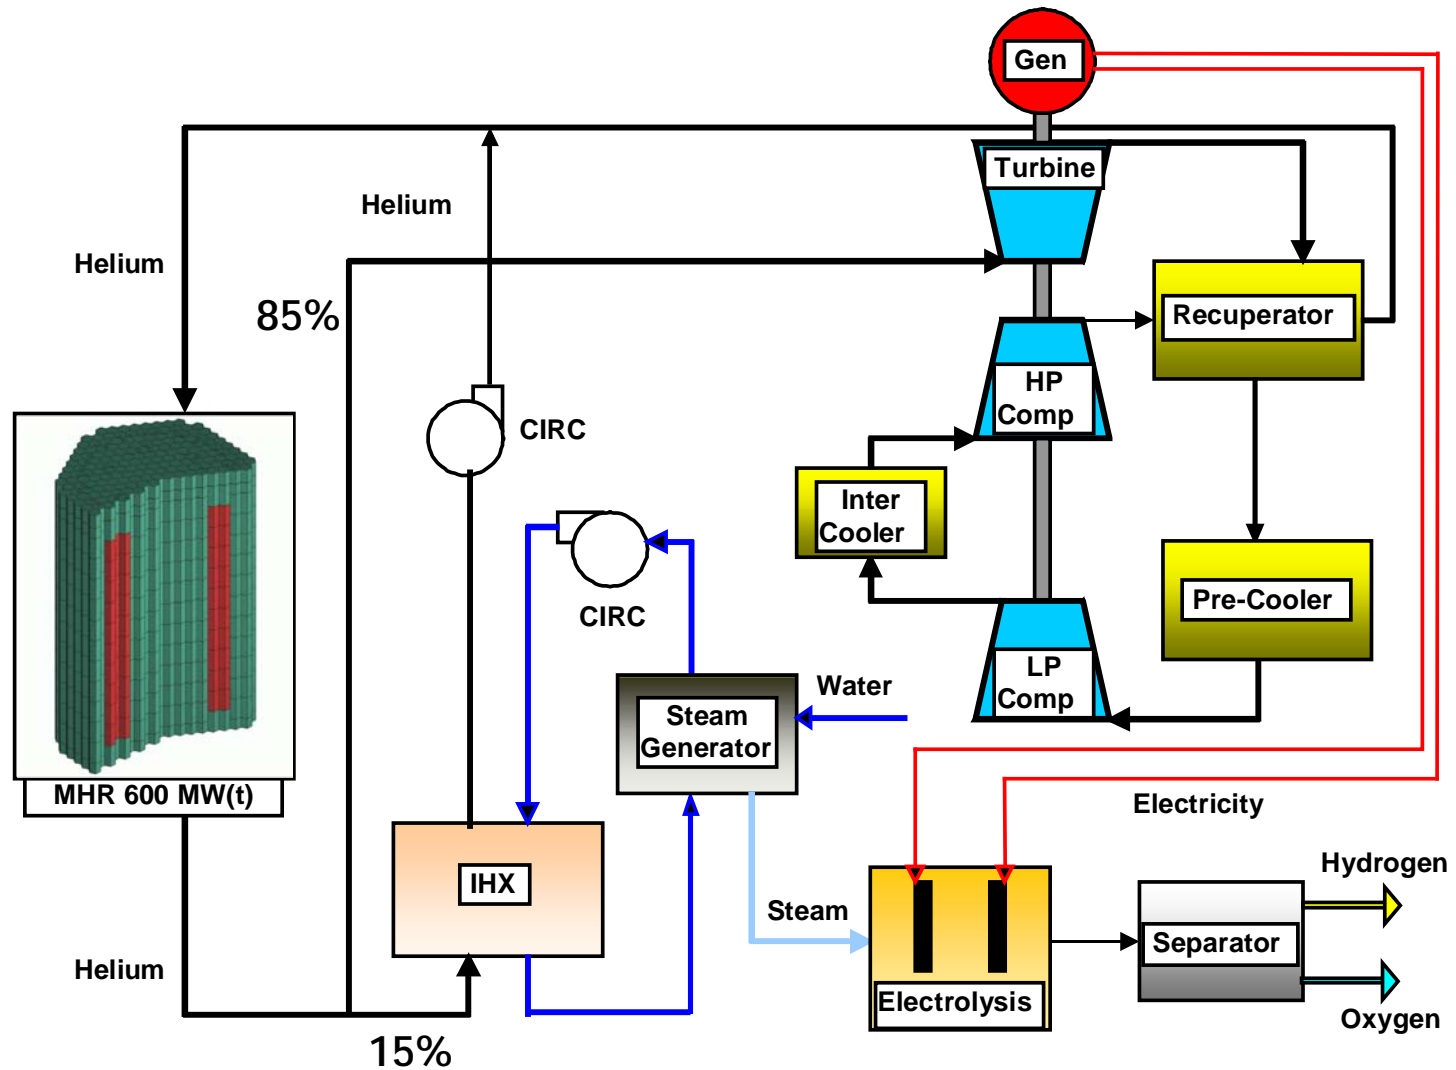 Gen
Turbine
Helium
Helium
85%
Recuperator
HP
Comp
CIRC
Inter
Cooler
CIRC
Pre-Cooler
LP
Comp
Water
Steam
Generator
MHR 600 MW(t)
Electricity
IHX
Hydrogen
Steam
Separator
Helium
Electrolysis
Oxygen
15%